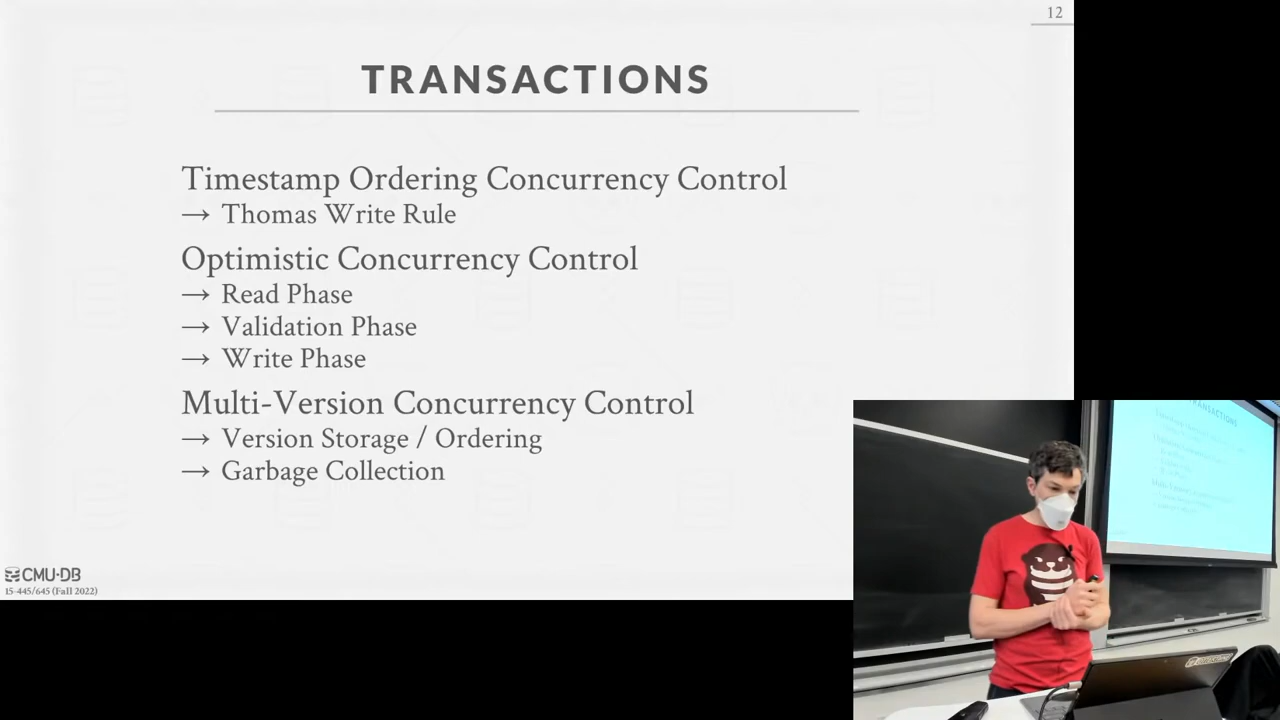 12
TRANSACTIONS
Timestamp Ordering Concurrency Control
→ Thomas Write Rule
Optimistic Concurrency Control
→ Read Phase
→ Validation Phase
→ Write Phase
Multi-Version Concurrency Control
→ Version Storage / Ordering
→ Garbage Collection
CMU·DB
15-445/645 (Fall 2022)